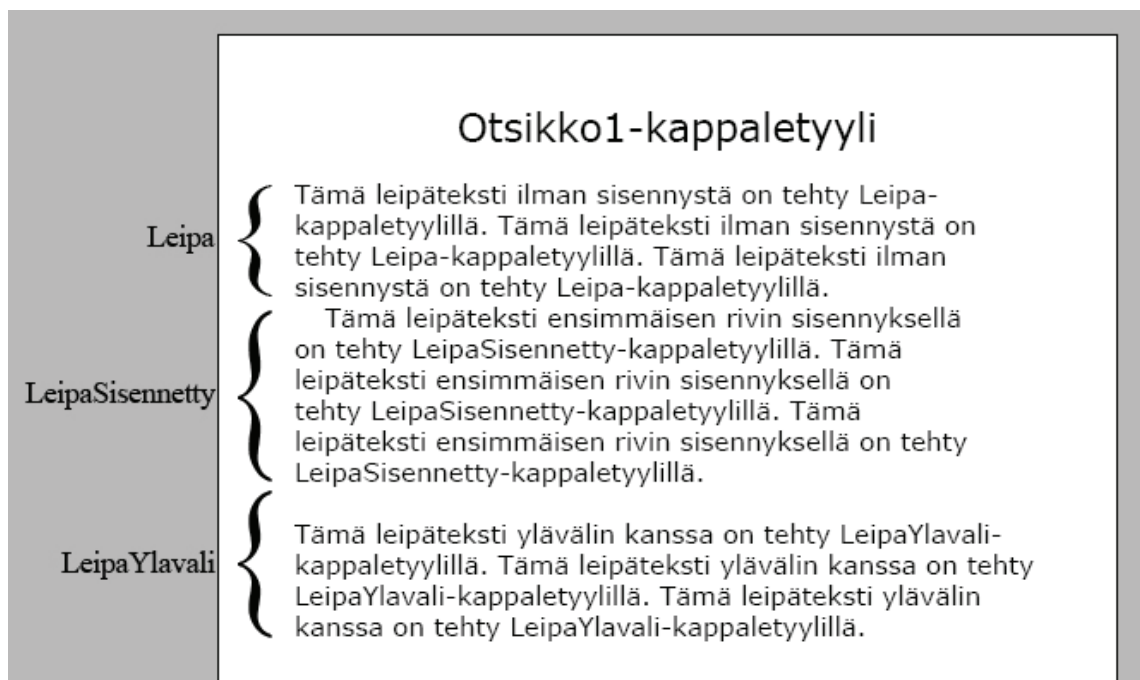 Otsikko1-kappaletyyli
Leipa
Tämä leipäteksti ilman sisennystä on tehty Leipa-
kappaletyylillä. Tämä leipäteksti ilman sisennystä on
tehty Leipa-kappaletyylillä. Tämä leipäteksti ilman
sisennystä on tehty Leipa-kappaletyylillä.
LeipaSisennetty
Tämä leipäteksti ensimmäisen rivin sisennyksellä
on tehty LeipaSisennetty-kappaletyylillä. Tämä
leipäteksti ensimmäisen rivin sisennyksellä on
tehty LeipaSisennetty-kappaletyylillä. Tämä
leipäteksti ensimmäisen rivin sisennyksellä on tehty
LeipaSisennetty-kappaletyylillä.
LeipaYlavali
Tämä leipäteksti ylävälin kanssa on tehty LeipaYlavali-
kappaletyylillä. Tämä leipäteksti ylävälin kanssa on tehty
LeipaYlavali-kappaletyylillä. Tämä leipäteksti ylävälin
kanssa on tehty LeipaYlavali-kappaletyylillä.